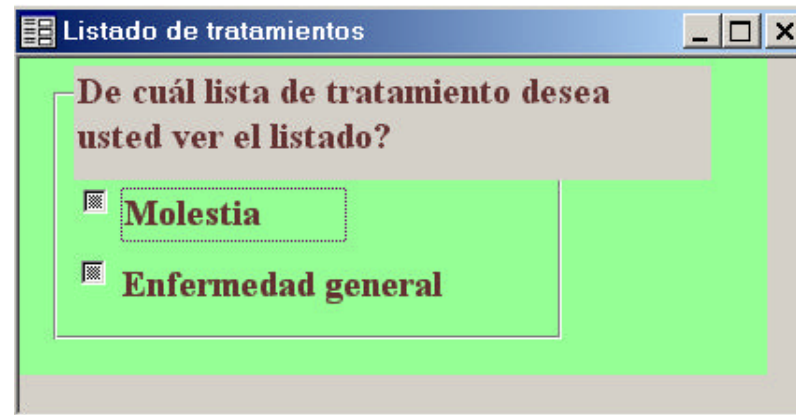 Listado de tratamientos
De cuál lista de tratamiento desea
usted ver el listado?
Molestia
Enfermedad general